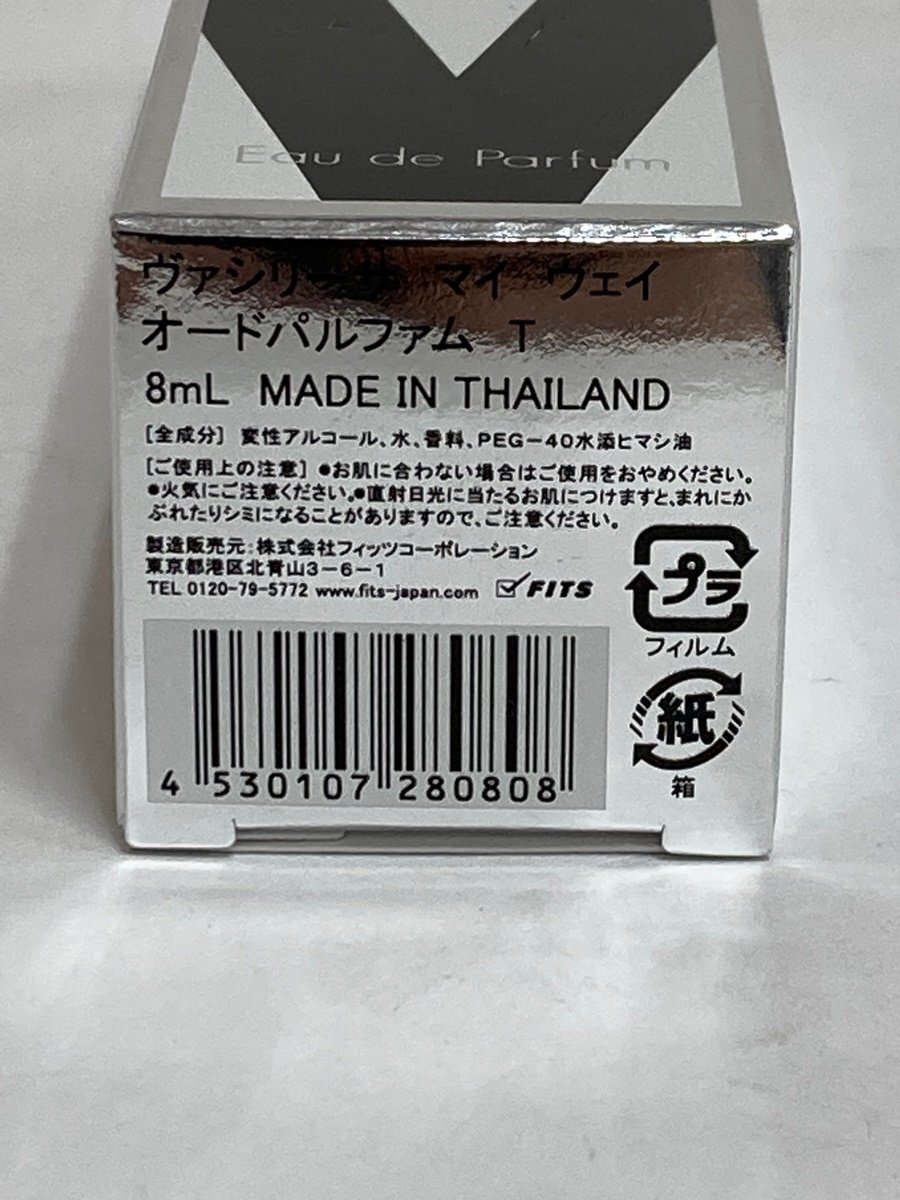 Eau de Parfum
ヴァシリーサ マイ ウェイ
オードパルファム T
8mL MADE IN THAILAND
[全成分] 変性アルコール、水、香料、PEG-40水添ヒマシ油
[ご使用上の注意] ●お肌に合わない場合はご使用をおやめください。
●火気にご注意ください。●直射日光に当たるお肌につけますと、まれにか
ぶれたりシミになることがありますので、ご注意ください。
製造販売元:株式会社フィッツコーポレーション
東京都港区北青山3-6-1
TEL 0120-79-5772 www.fits-japan.com FITS
プラ
フィルム
紙
箱
4 530107 280808